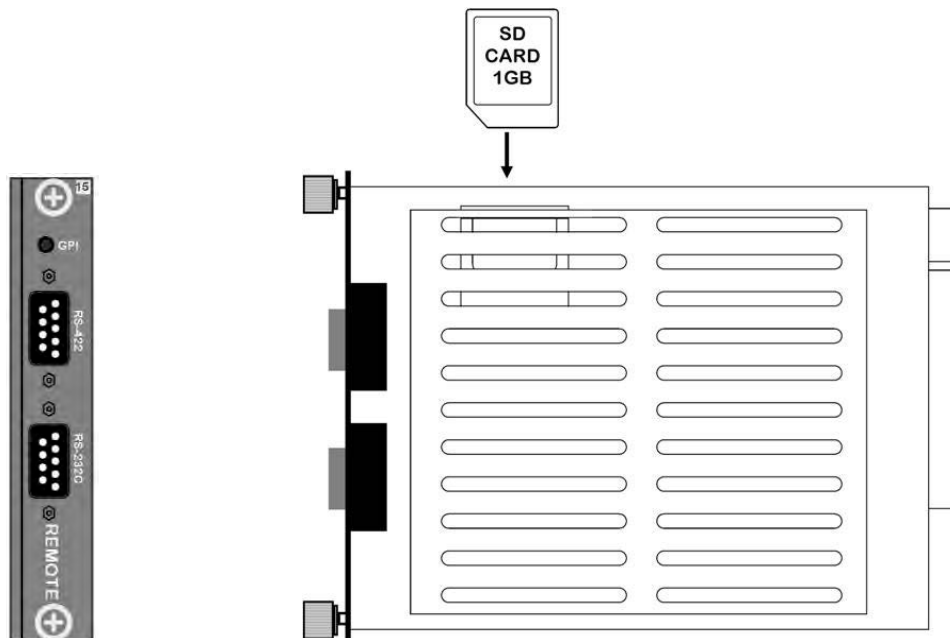 SD
CARD
1GB
15
GPI
RS-422
RS-232C
REMOTE